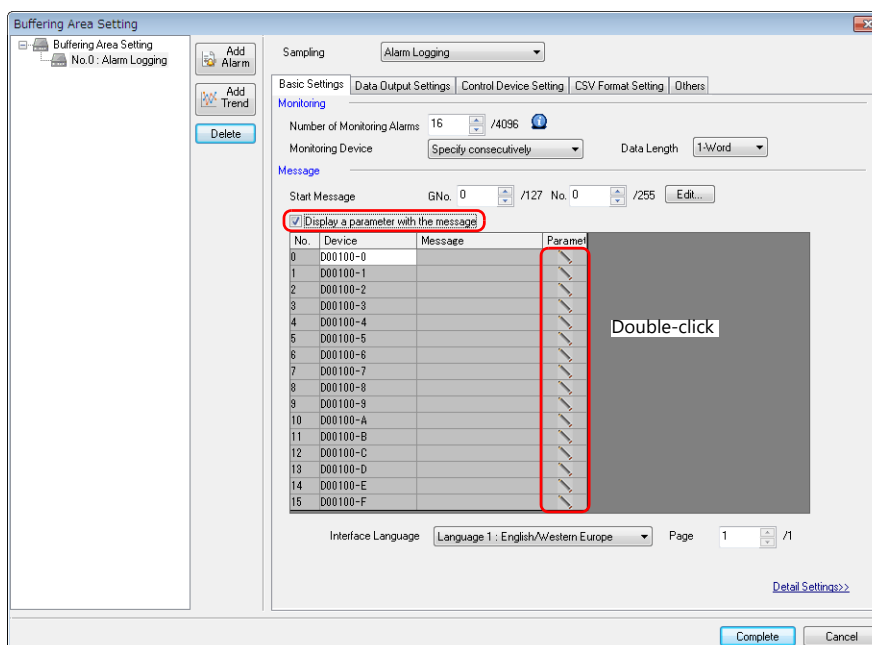 Buffering Area Setting
Buffering Area Setting
No.0 : Alarm Logging
Add Alarm
Add Trend
Delete
Sampling Alarm Logging
Basic Settings Data Output Settings Control Device Setting CSV Format Setting Others
Monitoring
Number of Monitoring Alarms 16 /4096
Monitoring Device Specify consecutively Data Length 1-Word
Message
Start Message GNo. 0 /127 No. 0 /255 Edit...
Display a parameter with the message
No. Device Message Paramet
0 D00100-0
1 D00100-1
2 D00100-2
3 D00100-3
4 D00100-4
5 D00100-5
6 D00100-6
7 D00100-7
8 D00100-8
9 D00100-9
10 D00100-A
11 D00100-B
12 D00100-C
13 D00100-D
14 D00100-E
15 D00100-F
Double-click
Interface Language Language 1 : English/Western Europe Page 1 /1
Detail Settings>>
Complete Cancel